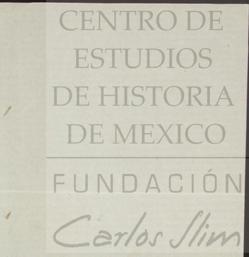 CENTRO DE
ESTUDIOS
DE HISTORIA
DE MEXICO
FUNDACIÓN
Carlos Slim